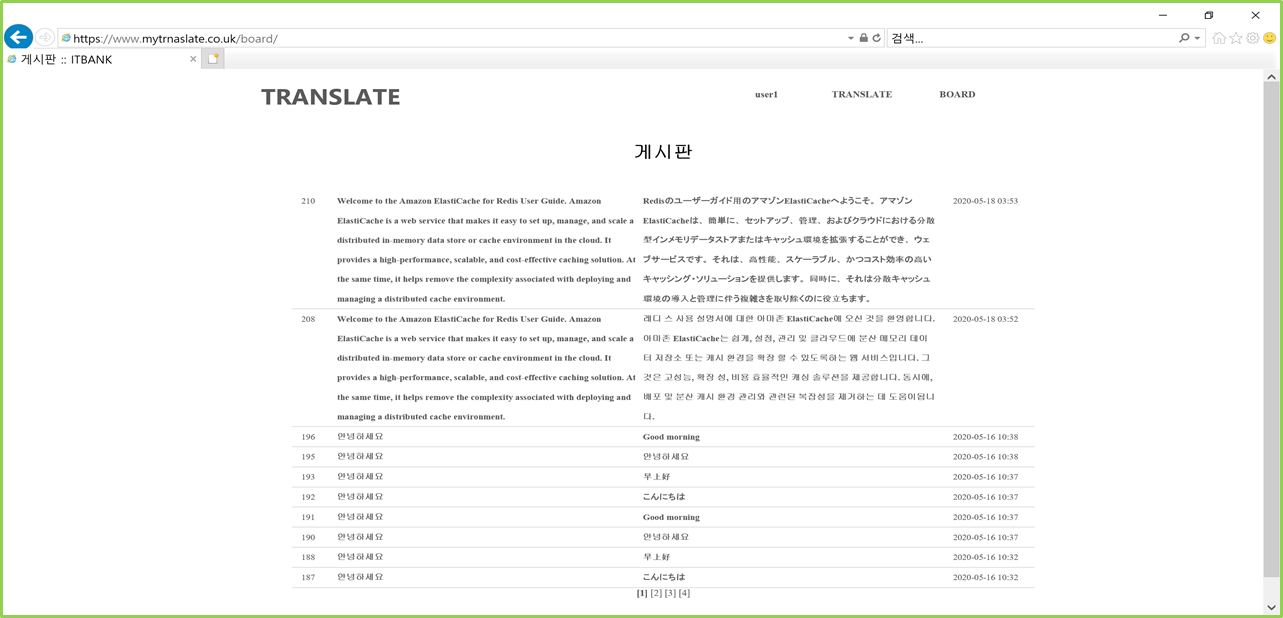 https://www.mytrnaslate.co.uk/board/
검색...
게시판 :: ITBANK
TRANSLATE
user1 TRANSLATE BOARD
게시판
210 Welcome to the Amazon ElastiCache for Redis User Guide. Amazon Redisのユーザーガイド用のアマゾンElastiCacheへようこそ。アマゾン 2020-05-18 03:53
ElastiCache is a web service that makes it easy to set up, manage, and scale a ElastiCacheは、簡単に、セットアップ、管理、およびクラウドにおける分散
distributed in-memory data store or cache environment in the cloud. It 型インメモリデータストアまたはキャッシュ環境を拡張することができ、ウェ
provides a high-performance, scalable, and cost-effective caching solution. At ブサービスです。それは、高性能、スケーラブル、かつコスト効率の高い
the same time, it helps remove the complexity associated with deploying and キャッシング・ソリューションを提供します。同時に、それは分散キャッシュ
managing a distributed cache environment. 環境の導入と管理に伴う複雑さを取り除くのに役立ちます。
208 Welcome to the Amazon ElastiCache for Redis User Guide. Amazon 레디 스 사용 설명서에 대한 아마존 ElastiCache에 오신 것을 환영합니다. 2020-05-18 03:52
ElastiCache is a web service that makes it easy to set up, manage, and scale a 아마존 ElastiCache는 쉽게, 설정, 관리 및 클라우드에 분산 메모리 데이
distributed in-memory data store or cache environment in the cloud. It 터 저장소 또는 캐시 환경을 확장 할 수 있도록하는 웹 서비스입니다. 그
provides a high-performance, scalable, and cost-effective caching solution. At 것은 고성능, 확장 성, 비용 효율적인 캐싱 솔루션을 제공합니다. 동시에,
the same time, it helps remove the complexity associated with deploying and 배포 및 분산 캐시 환경 관리와 관련된 복잡성을 제거하는 데 도움이됩니
managing a distributed cache environment. 다.
196 안녕하세요 Good morning 2020-05-16 10:38
195 안녕하세요 안녕하세요 2020-05-16 10:38
193 안녕하세요 早上好 2020-05-16 10:37
192 안녕하세요 こんにちは 2020-05-16 10:37
191 안녕하세요 Good morning 2020-05-16 10:37
190 안녕하세요 안녕하세요 2020-05-16 10:37
188 안녕하세요 早上好 2020-05-16 10:32
187 안녕하세요 こんにちは 2020-05-16 10:32
[1] [2] [3] [4]